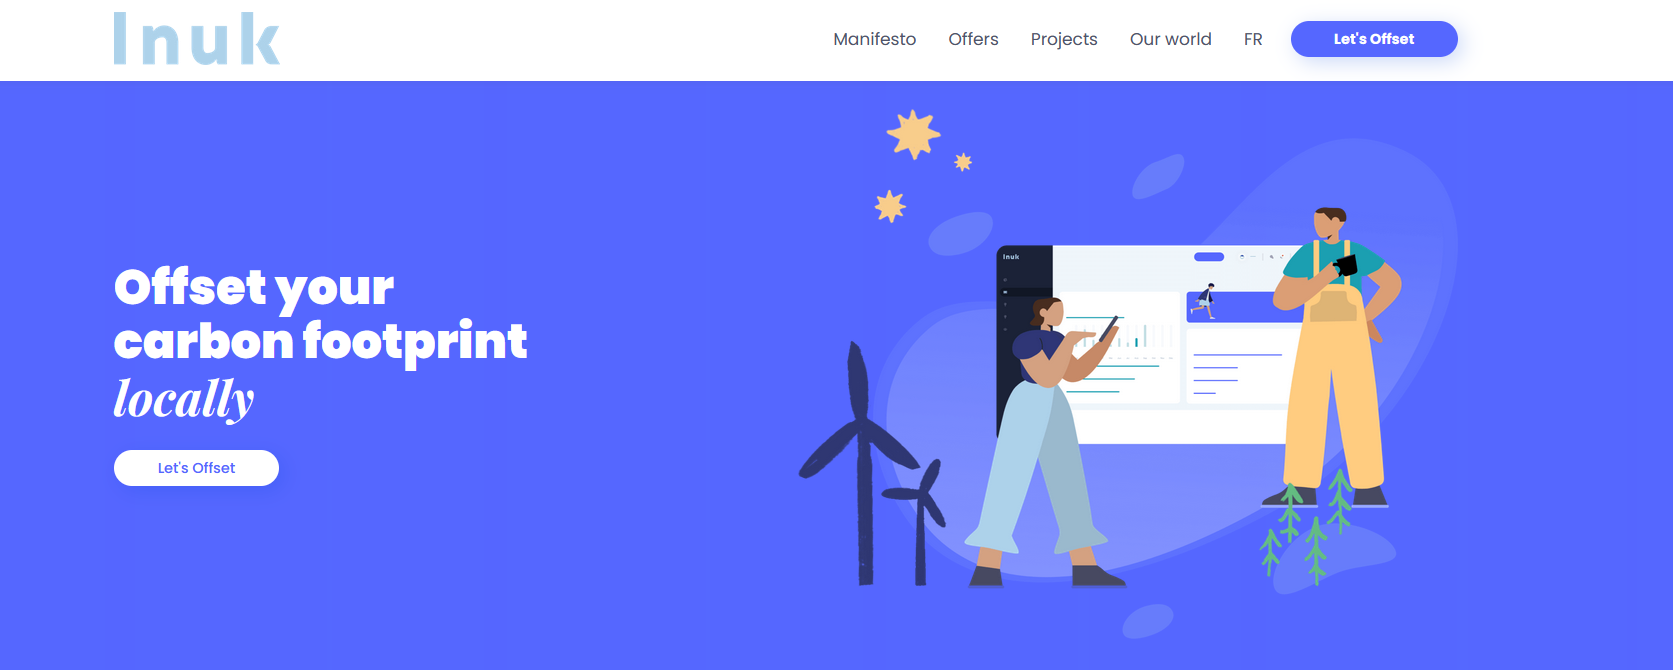 Inuk
Manifesto
Offers
Projects
Our world
FR
Let's Offset
Offset your
carbon footprint
locally
Let's Offset
Inuk